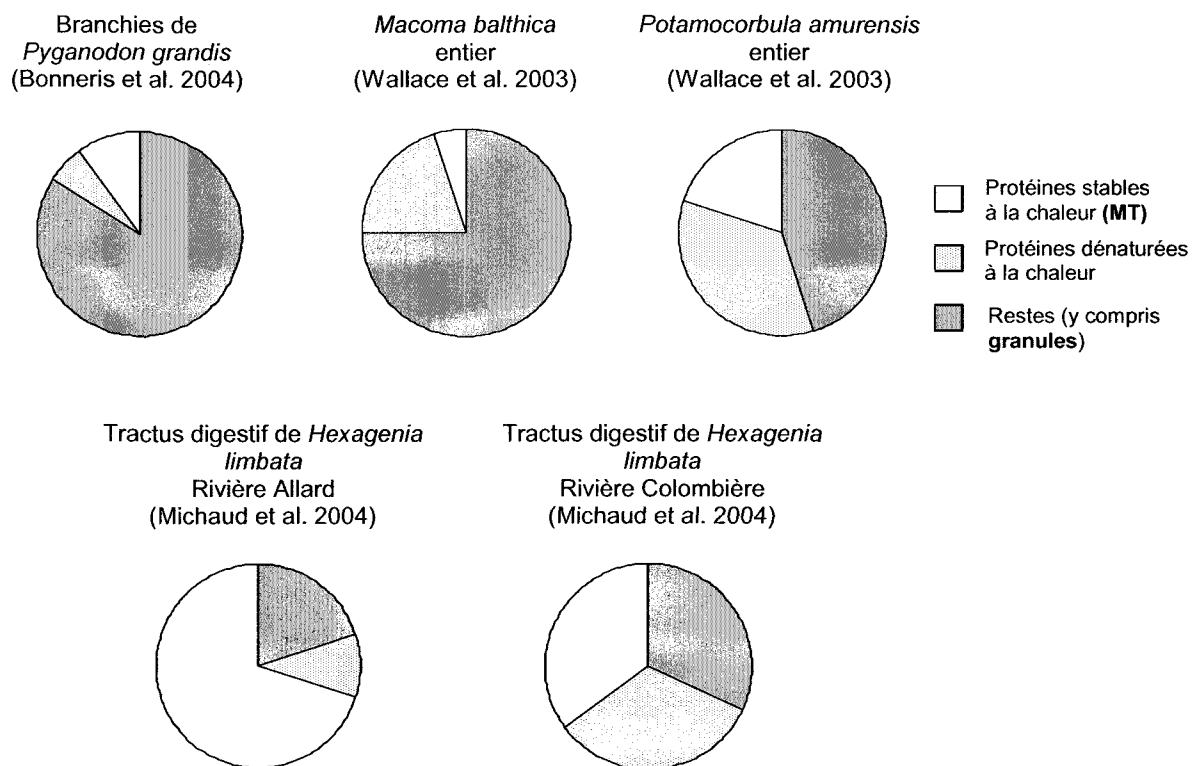 Branchies de
Pyganodon grandis
(Bonneris et al. 2004)
Macoma balthica
entier
(Wallace et al. 2003)
Potamocorbula amurensis
entier
(Wallace et al. 2003)
Protéines stables
à la chaleur (MT)
Protéines dénaturées
à la chaleur
Restes (y compris
granules)
Tractus digestif de Hexagenia
limbata
Rivière Allard
(Michaud et al. 2004)
Tractus digestif de Hexagenia
limbata
Rivière Colombière
(Michaud et al. 2004)